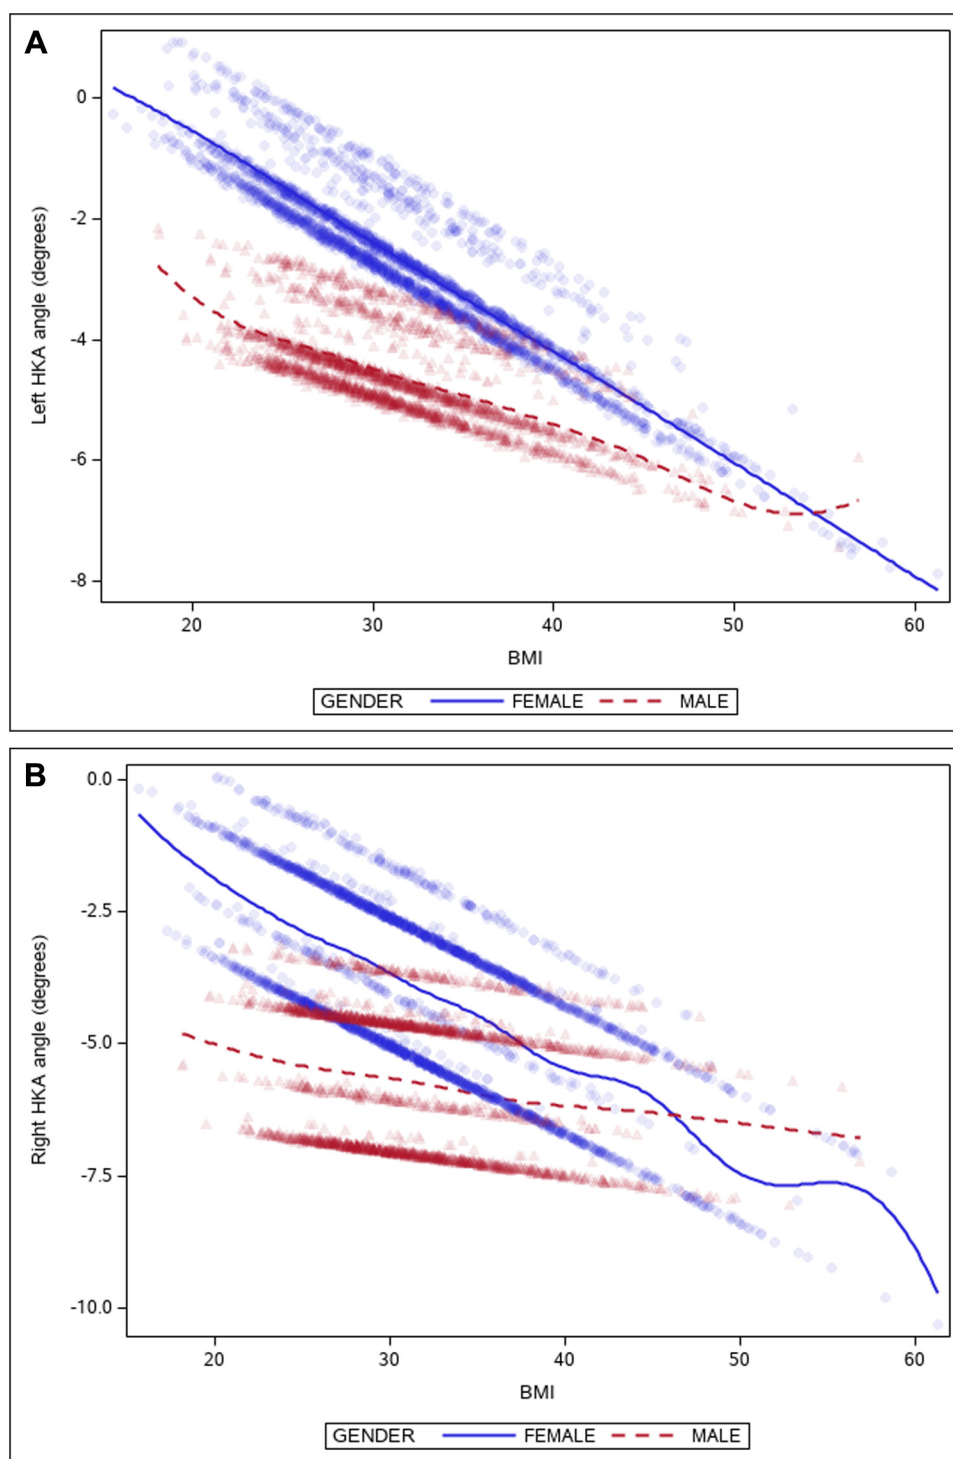 A
0
-2
-4
-6
-8
Left HKA angle (degrees)
20 30 40 50 60
BMI
GENDER FEMALE MALE
B
0.0
-2.5
-5.0
-7.5
-10.0
Right HKA angle (degrees)
20 30 40 50 60
BMI
GENDER FEMALE MALE